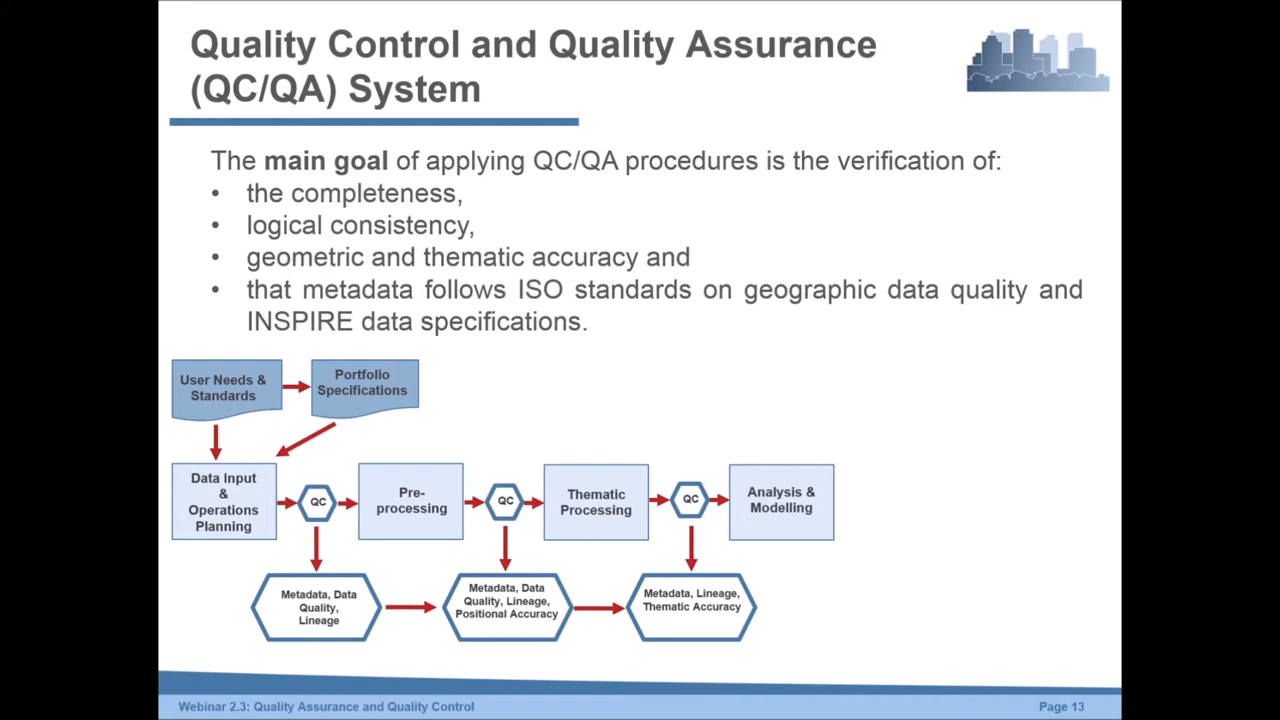 Quality Control and Quality Assurance
(QC/QA) System
The main goal of applying QC/QA procedures is the verification of:
• the completeness,
• logical consistency,
• geometric and thematic accuracy and
• that metadata follows ISO standards on geographic data quality and
INSPIRE data specifications.
User Needs &
Standards
Portfolio
Specifications
Data Input
&
Operations
Planning
QC
Pre-
processing
QC
Thematic
Processing
QC
Analysis &
Modelling
Metadata, Data
Quality,
Lineage
Metadata, Data
Quality, Lineage,
Positional Accuracy
Metadata, Lineage,
Thematic Accuracy
Webinar 2.3: Quality Assurance and Quality Control
Page 13